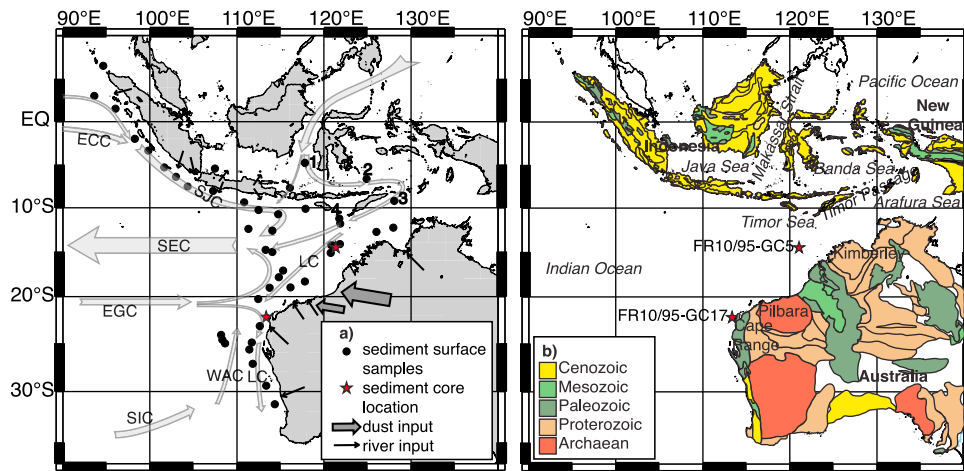 90°E 100°E 110°E 120°E 130°E
EQ
10°S
20°S
30°S
ECC
SJC
SEC
LC
EGC
WAC LC
SIC
1
2
3
4
a)
sediment surface
samples
sediment core
location
dust input
river input
90°E 100°E 110°E 120°E 130°E
Pacific Ocean
New
Guinea
Makassar Strait
Indonesia
Java Sea
Banda Sea
Timor Passage
Arafura Sea
Timor Sea
FR10/95-GC5
Kimberley
Indian Ocean
FR10/95-GC17
Pilbara
Cape
Range
Australia
b)
Cenozoic
Mesozoic
Paleozoic
Proterozoic
Archaean